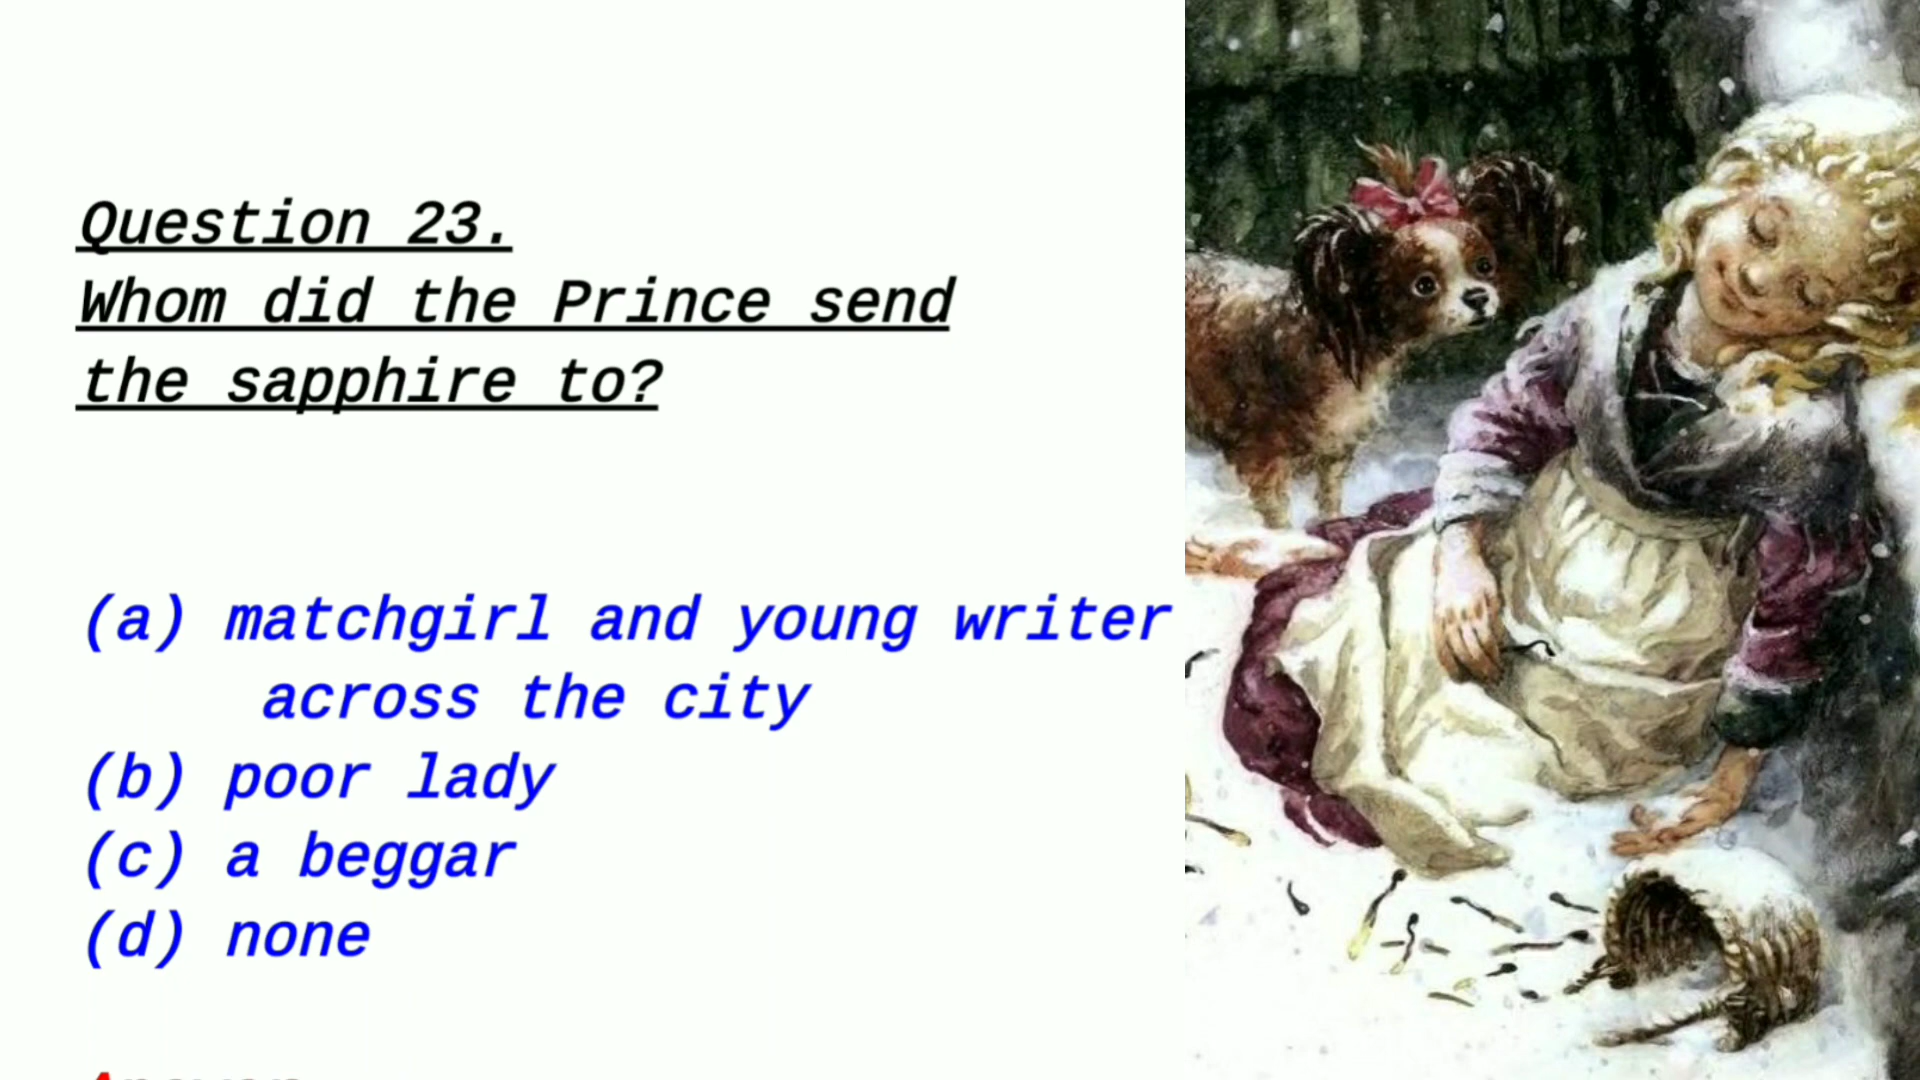 Question 23.
Whom did the Prince send
the sapphire to?
(a) matchgirl and young writer
across the city
(b) poor lady
(c) a beggar
(d) none